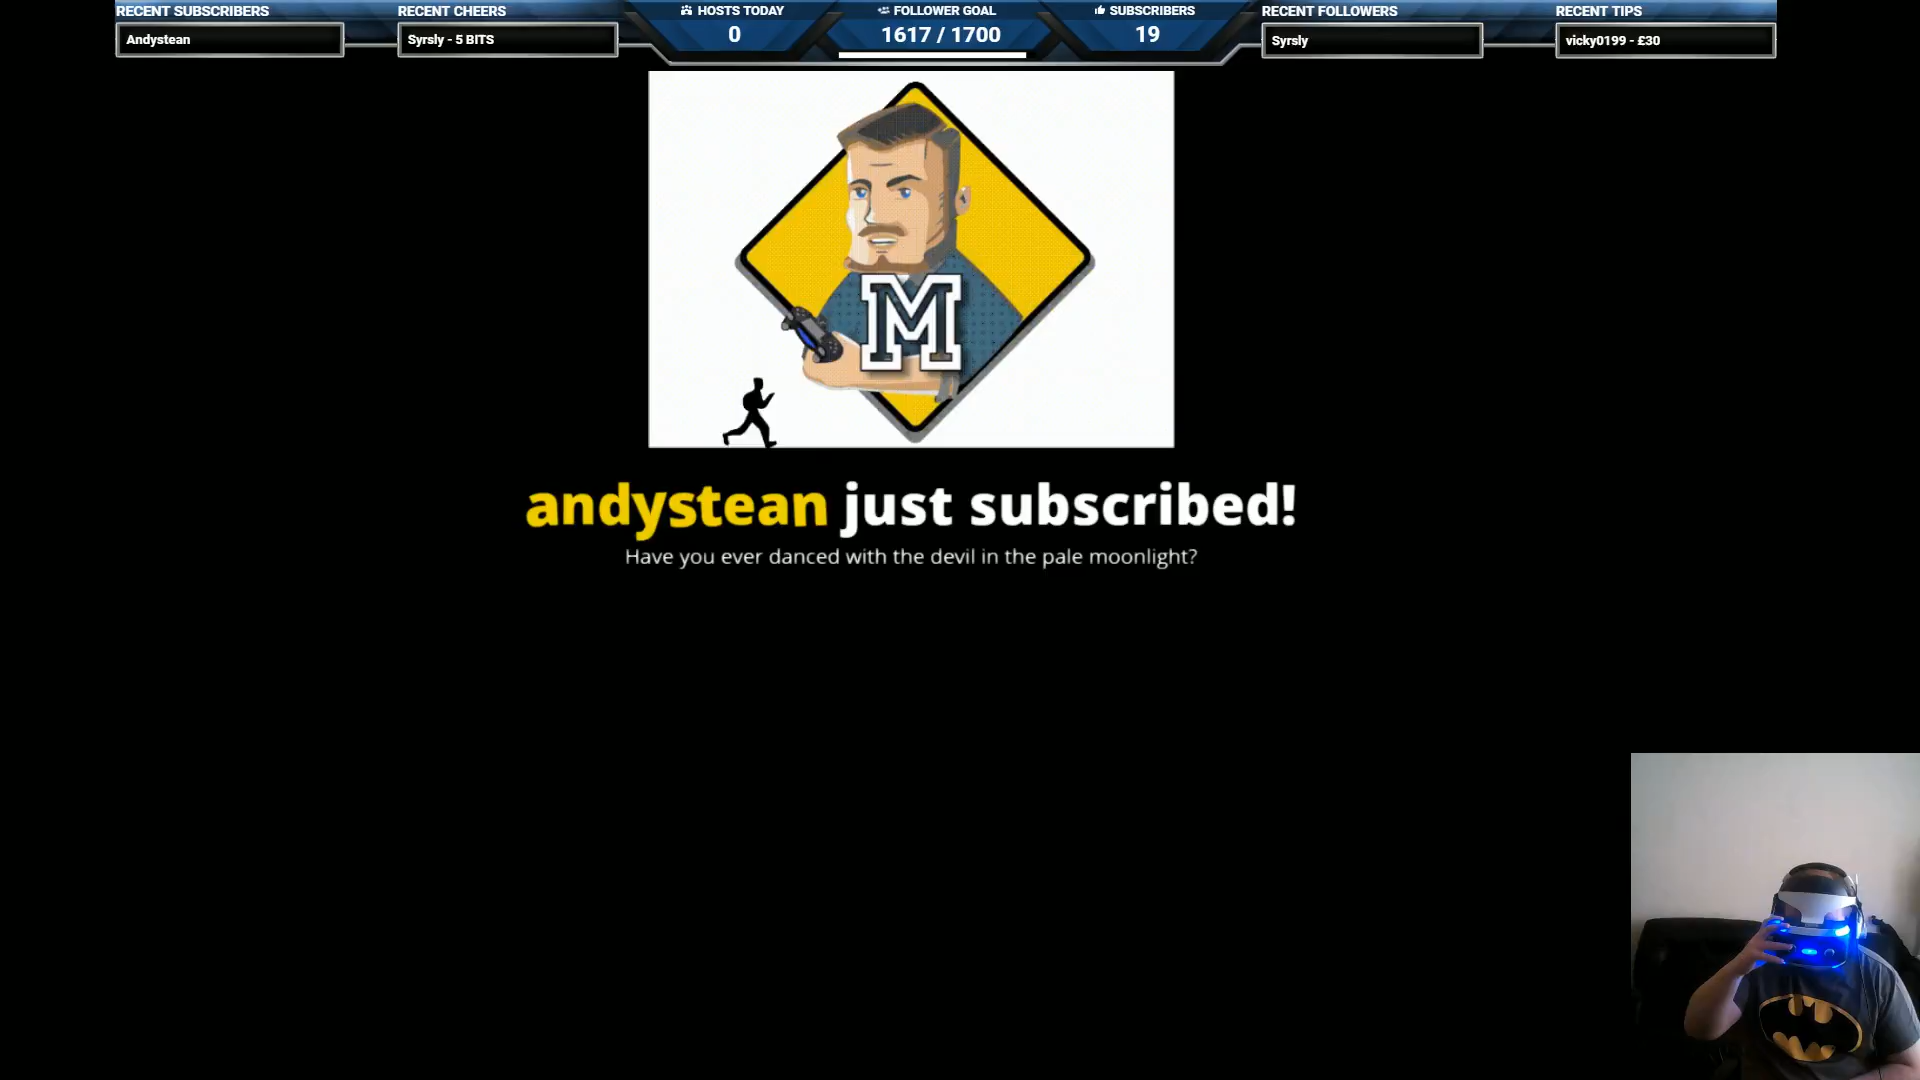 RECENT SUBSCRIBERS
Andystean
RECENT CHEERS
Syrsly - 5 BITS
HOSTS TODAY
0
FOLLOWER GOAL
1617 / 1700
SUBSCRIBERS
19
RECENT FOLLOWERS
Syrsly
RECENT TIPS
vicky0199 - £30
M
andystean just subscribed!
Have you ever danced with the devil in the pale moonlight?